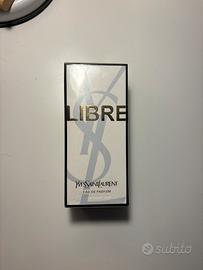 LIBRE
YSL
YVESSAINTLAURENT
EAU DE PARFUM
subito